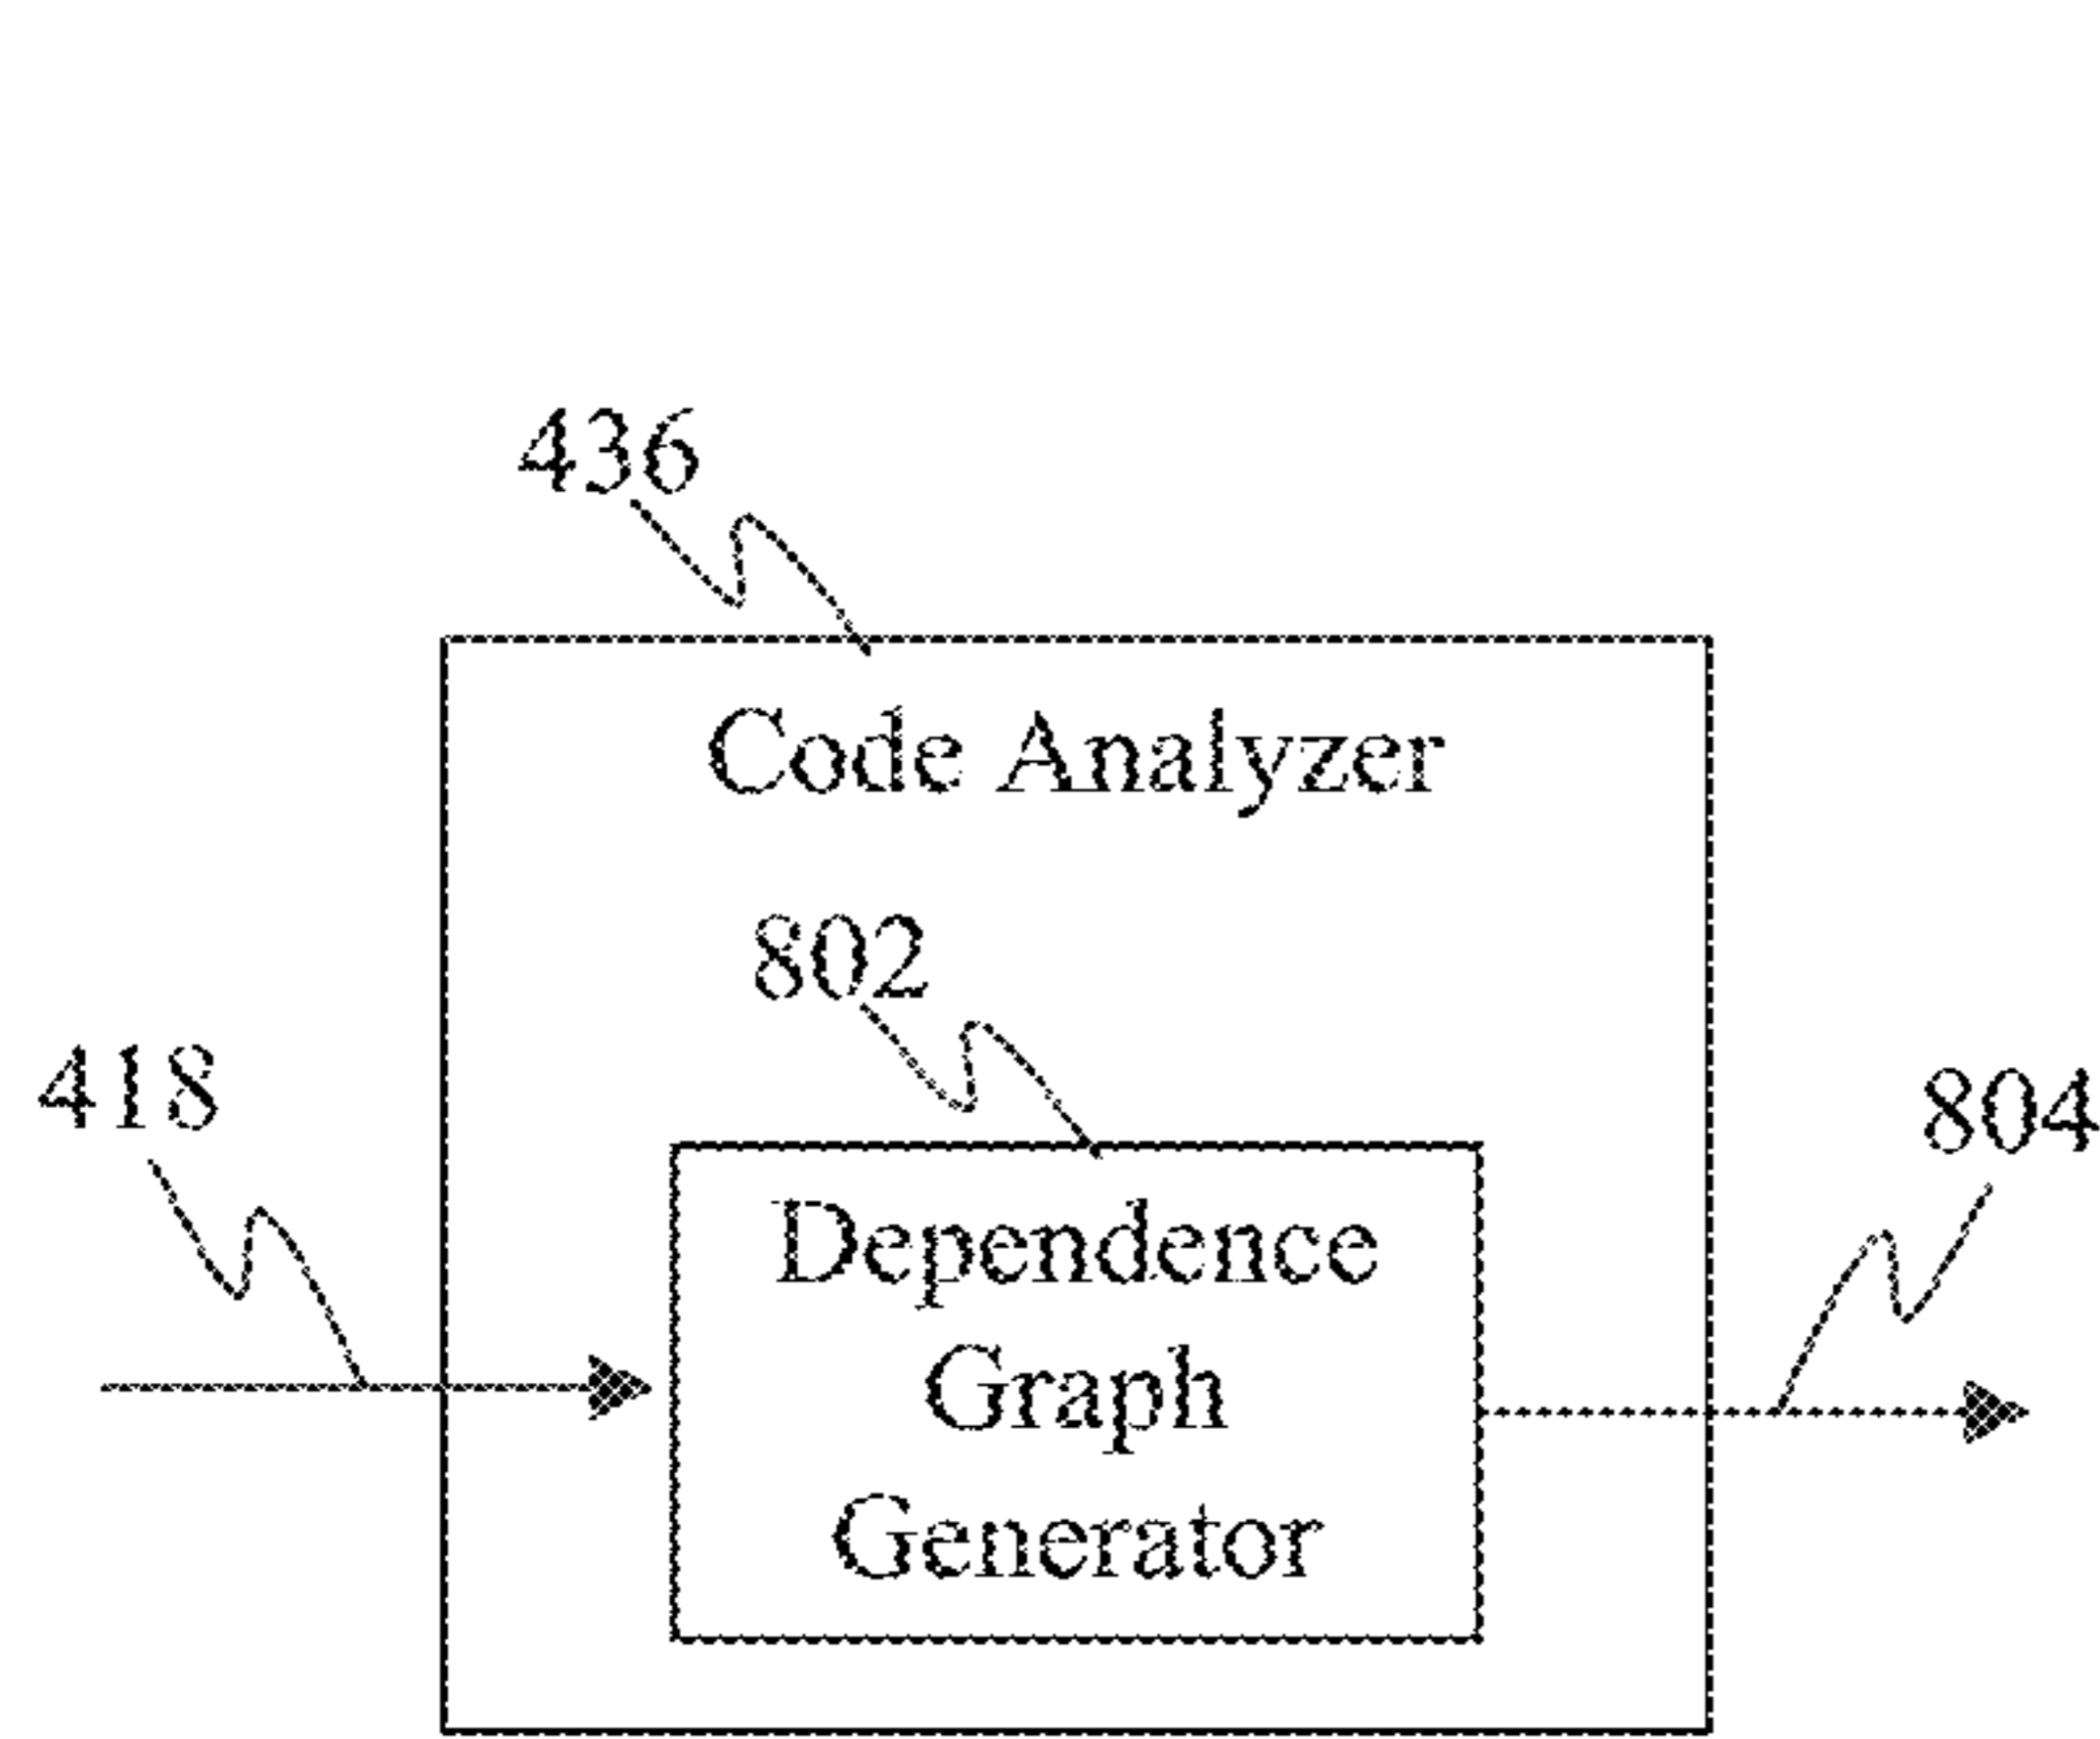 436
Code Analyzer
802
418
804
Dependence
Graph
Generator